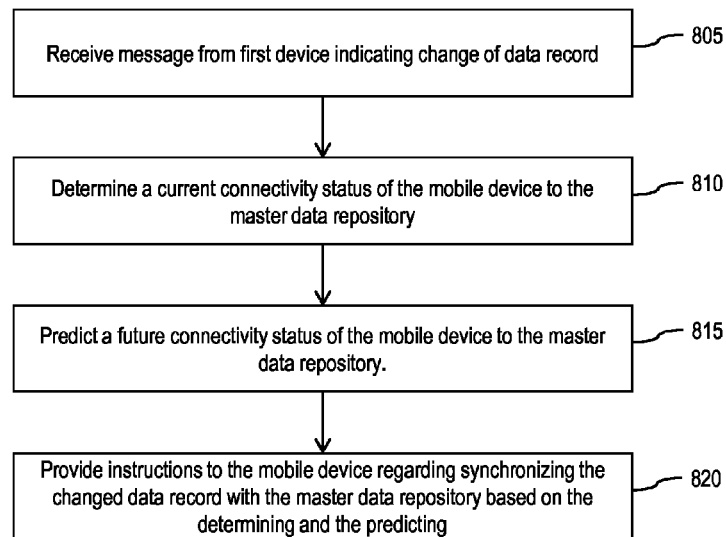 Receive message from first device indicating change of data record
805
Determine a current connectivity status of the mobile device to the
master data repository
810
Predict a future connectivity status of the mobile device to the master
data repository.
815
Provide instructions to the mobile device regarding synchronizing the
changed data record with the master data repository based on the
determining and the predicting
820